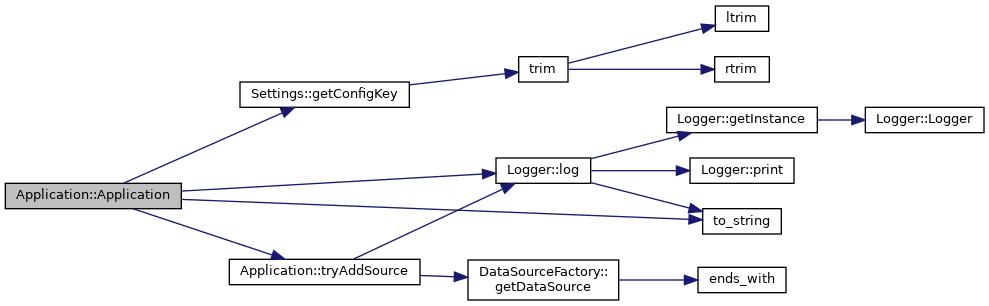 Application::Application
Settings::getConfigKey
trim
ltrim
rtrim
Logger::log
Logger::getInstance
Logger::Logger
Logger::print
to_string
Application::tryAddSource
DataSourceFactory::
getDataSource
ends_with